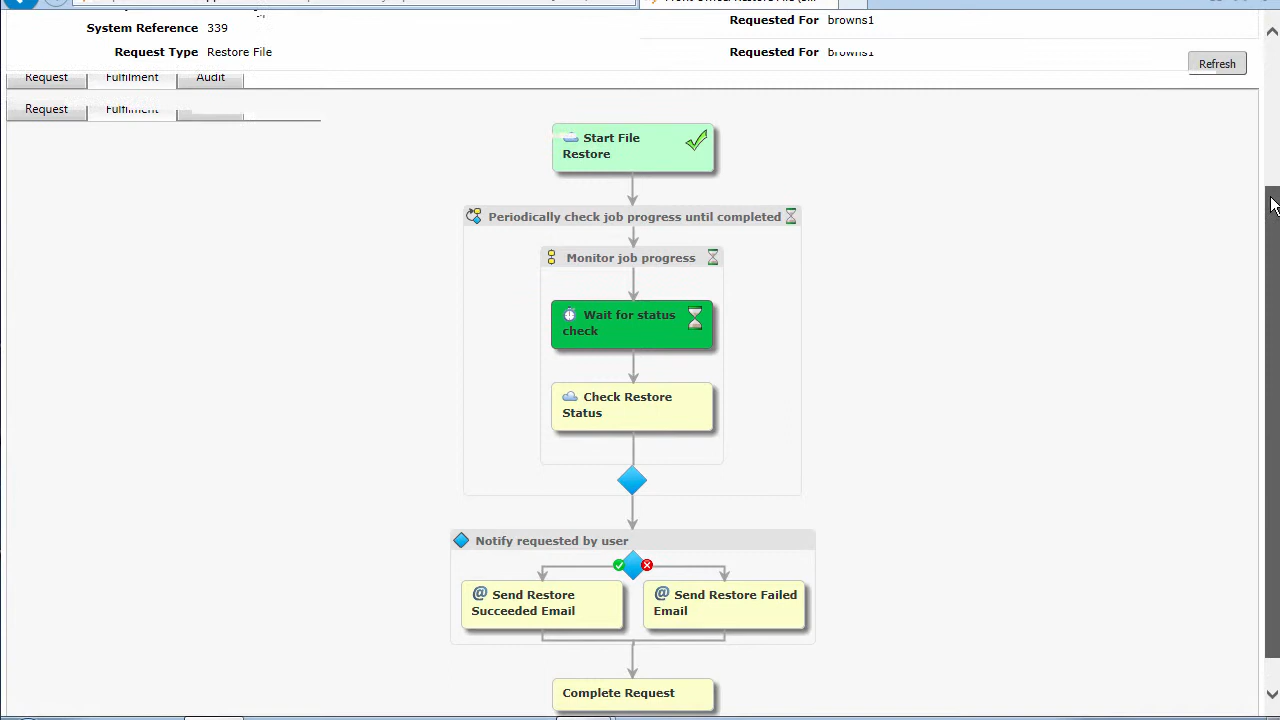 System Reference 339
Requested For browns1
Request Type Restore File
Requested For browns1
Refresh
Request Fulfilment Audit
Request Fulfilment
Start File
Restore
Periodically check job progress until completed
Monitor job progress
Wait for status
check
Check Restore
Status
Notify requested by user
@ Send Restore
Succeeded Email
@ Send Restore Failed
Email
Complete Request